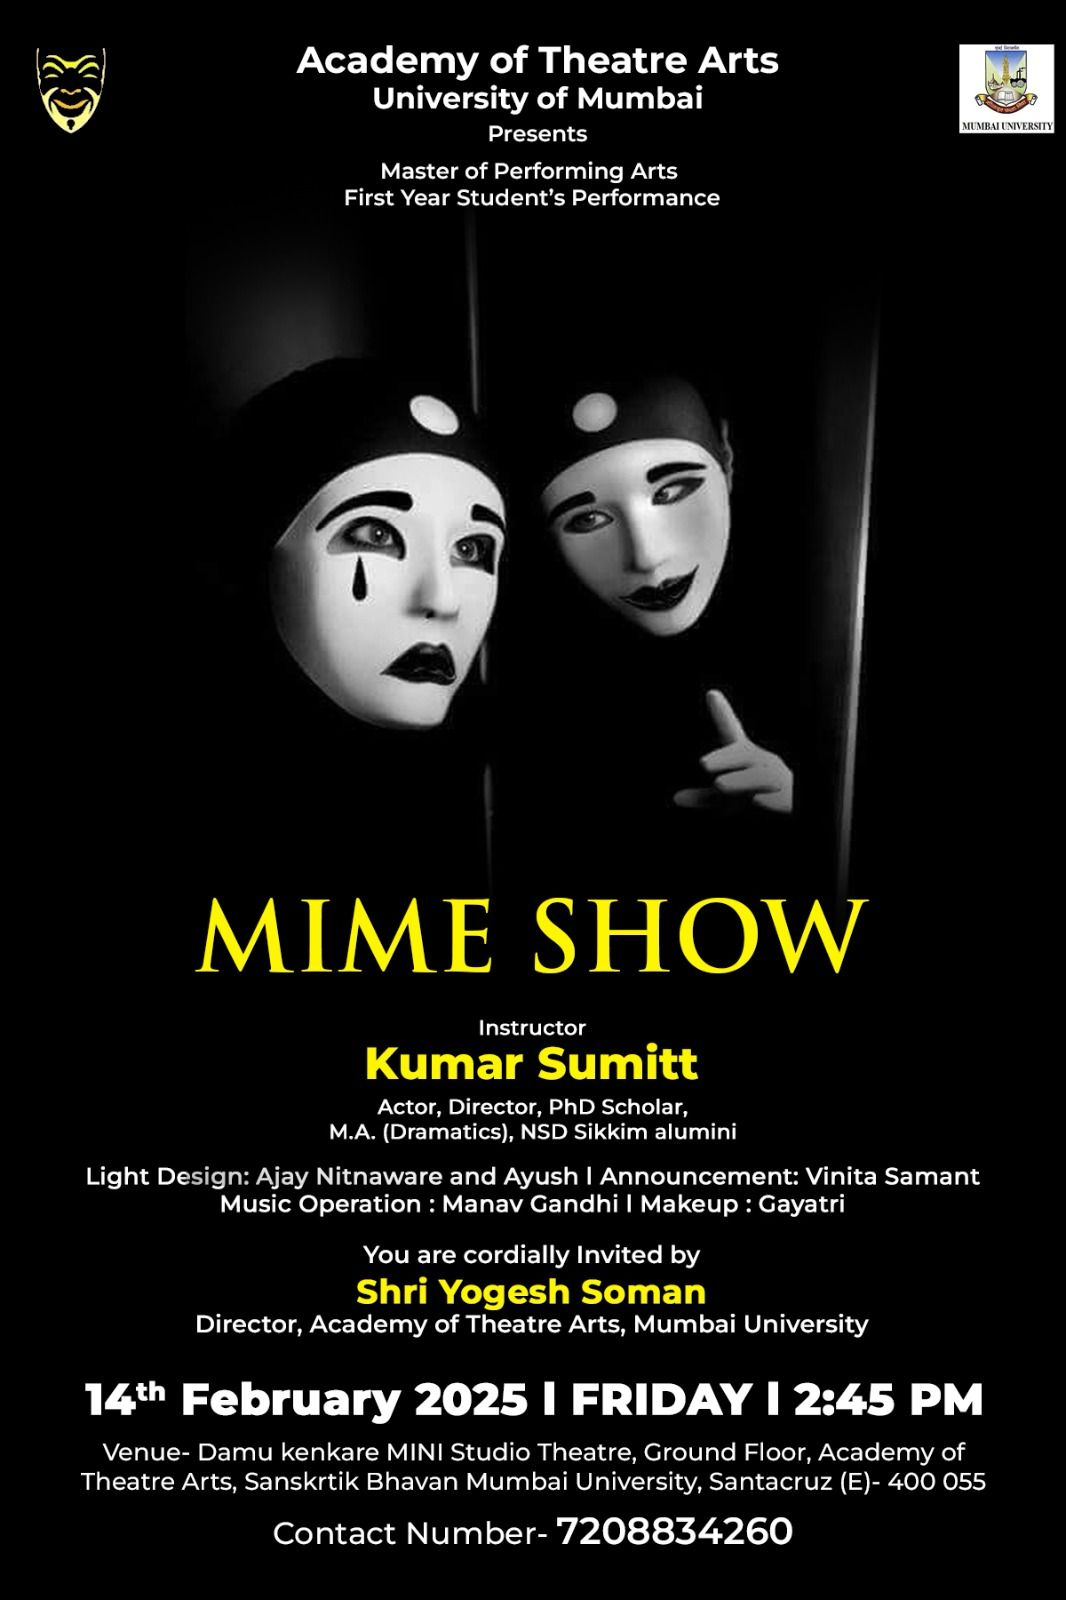 Academy of Theatre Arts
University of Mumbai
Presents
Master of Performing Arts
First Year Student's Performance
MUMBAI UNIVERSITY
MIME SHOW
Instructor
Kumar Sumitt
Actor, Director, PhD Scholar,
M.A. (Dramatics), NSD Sikkim alumini
Light Design: Ajay Nitnaware and Ayush l Announcement: Vinita Samant
Music Operation : Manav Gandhi l Makeup : Gayatri
You are cordially Invited by
Shri Yogesh Soman
Director, Academy of Theatre Arts, Mumbai University
14th February 2025 l FRIDAY l 2:45 PM
Venue- Damu kenkare MINI Studio Theatre, Ground Floor, Academy of
Theatre Arts, Sanskrtik Bhavan Mumbai University, Santacruz (E)- 400 055
Contact Number- 7208834260